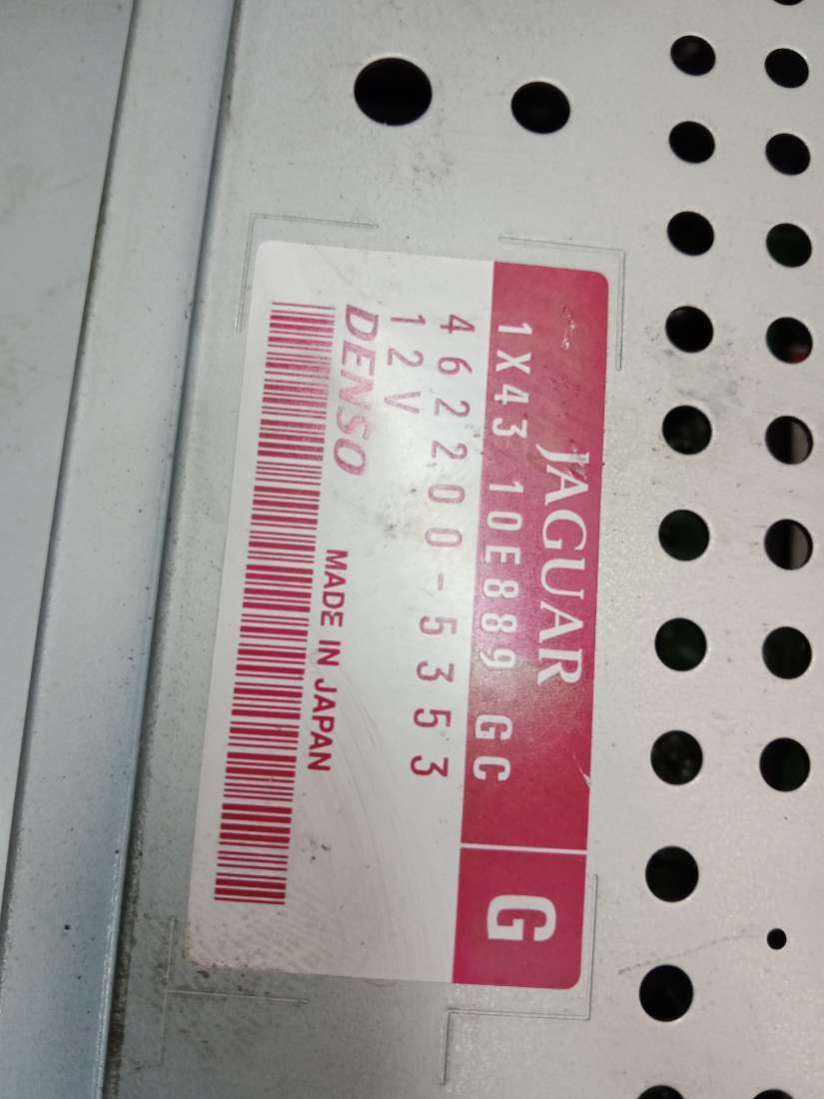 JAGUAR
1X43 10E889 GC
G
462200-5353
12V
DENSO
MADE IN JAPAN